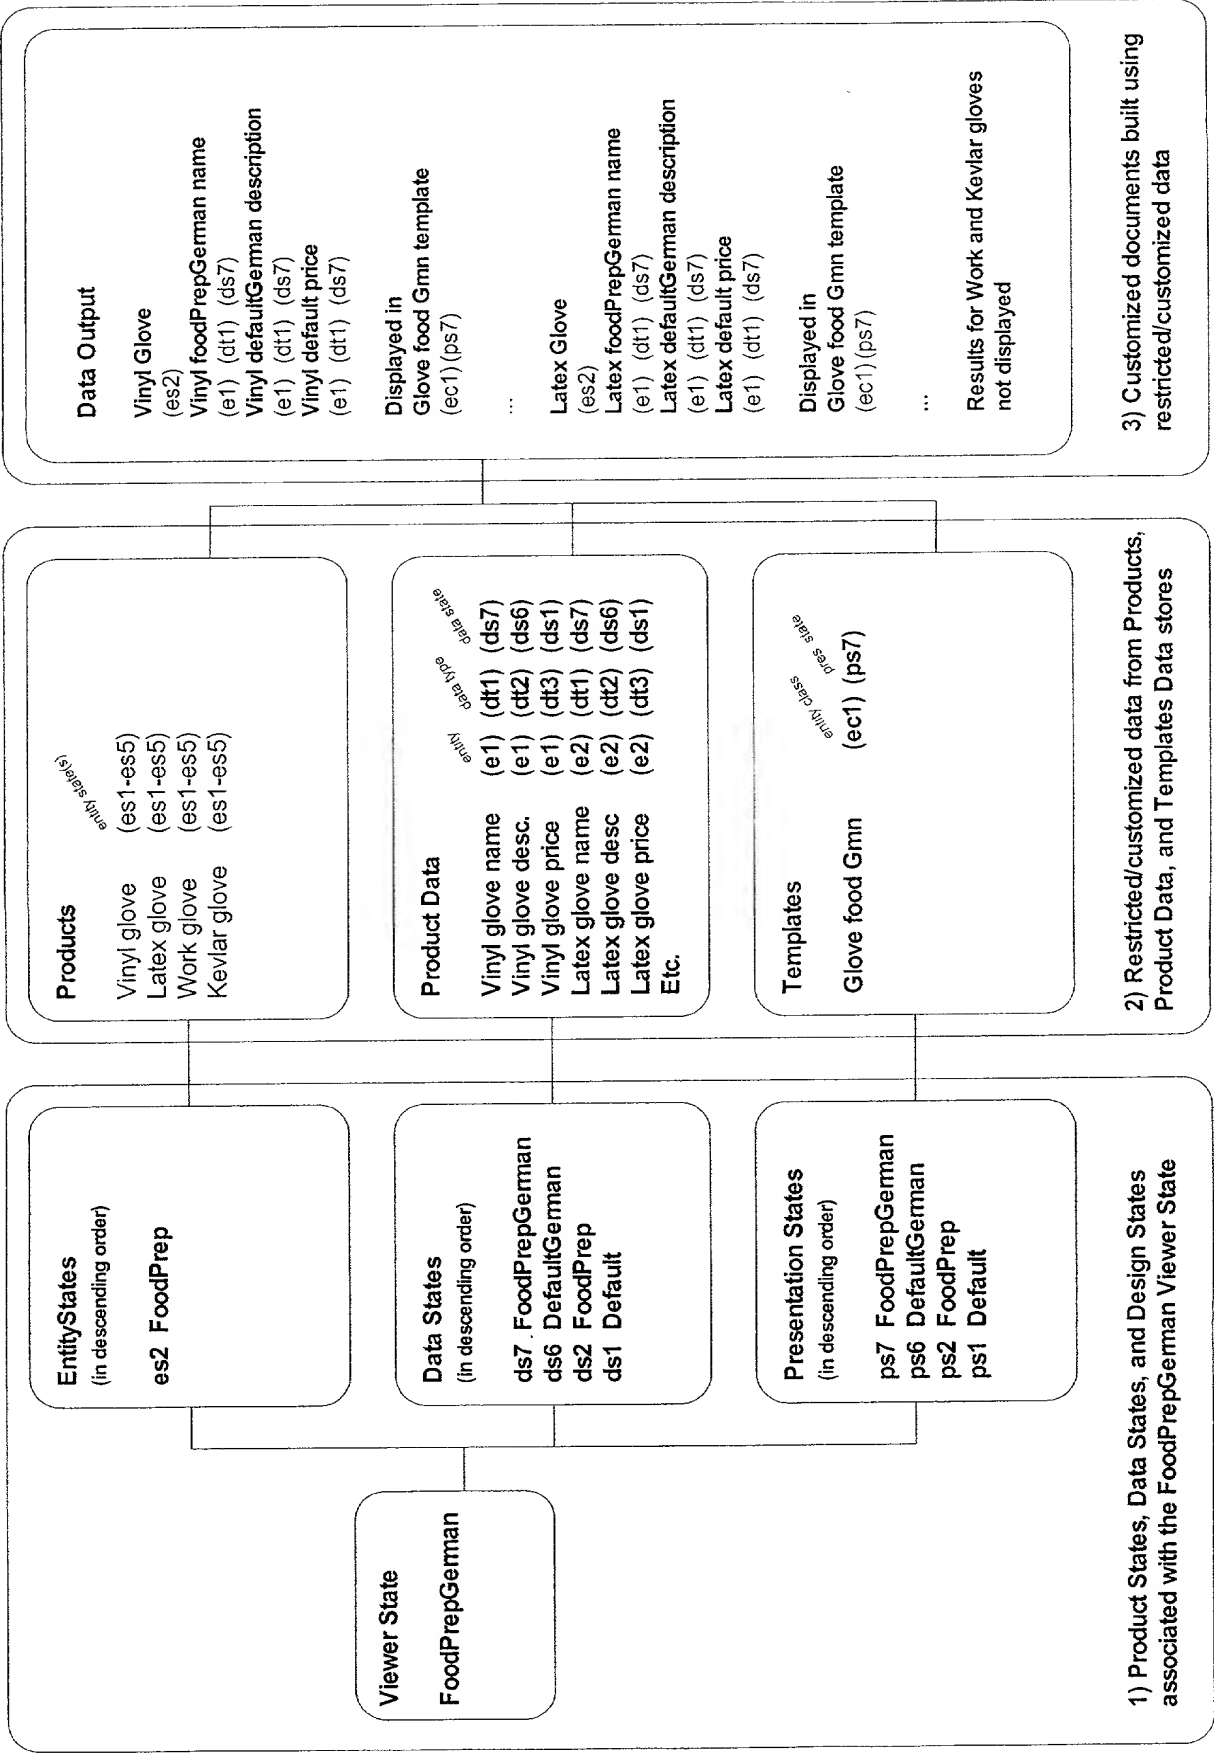 Viewer State
FoodPrepGerman
EntityStates
(in descending order)
es2 FoodPrep
Data States
(in descending order)
ds7 . FoodPrepGerman
ds6 DefaultGerman
ds2 FoodPrep
ds1 Default
Presentation States
(in descending order)
ps7 FoodPrepGerman
ps6 DefaultGerman
ps2 FoodPrep
ps1 Default
1) Product States, Data States, and Design States
associated with the FoodPrepGerman Viewer State
Products
entity state(s)
Vinyl glove (es1-es5)
Latex glove (es1-es5)
Work glove (es1-es5)
Kevlar glove (es1-es5)
Product Data
entity data type data state
Vinyl glove name (e1) (dt1) (ds7)
Vinyl glove desc. (e1) (dt2) (ds6)
Vinyl glove price (e1) (dt3) (ds1)
Latex glove name (e2) (dt1) (ds7)
Latex glove desc (e2) (dt2) (ds6)
Latex glove price (e2) (dt3) (ds1)
Etc.
Templates
entity class pres state
Glove food Gmn (ec1) (ps7)
2) Restricted/customized data from Products,
Product Data, and Templates Data stores
Data Output
Vinyl Glove
(es2)
Vinyl foodPrepGerman name
(e1) (dt1) (ds7)
Vinyl defaultGerman description
(e1) (dt1) (ds7)
Vinyl default price
(e1) (dt1) (ds7)
Displayed in
Glove food Gmn template
(ec1)(ps7)
...
Latex Glove
(es2)
Latex foodPrepGerman name
(e1) (dt1) (ds7)
Latex defaultGerman description
(e1) (dt1) (ds7)
Latex default price
(e1) (dt1) (ds7)
Displayed in
Glove food Gmn template
(ec1)(ps7)
...
Results for Work and Kevlar gloves
not displayed
3) Customized documents built using
restricted/customized data